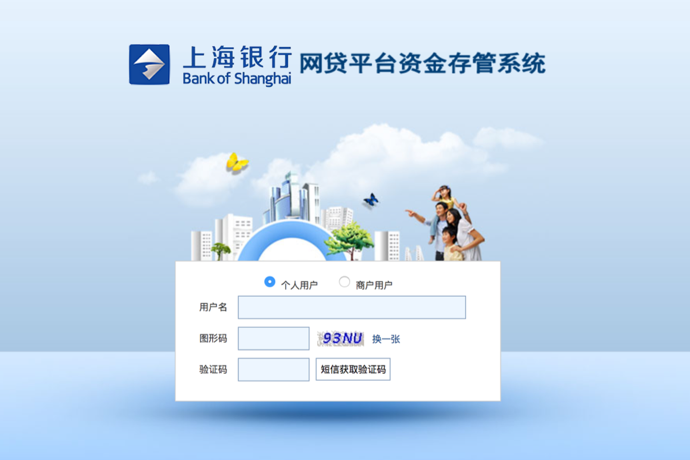 上海银行
Bank of Shanghai
网贷平台资金存管系统
个人用户 商户用户
用户名
图形码 93NU 换一张
验证码 短信获取验证码